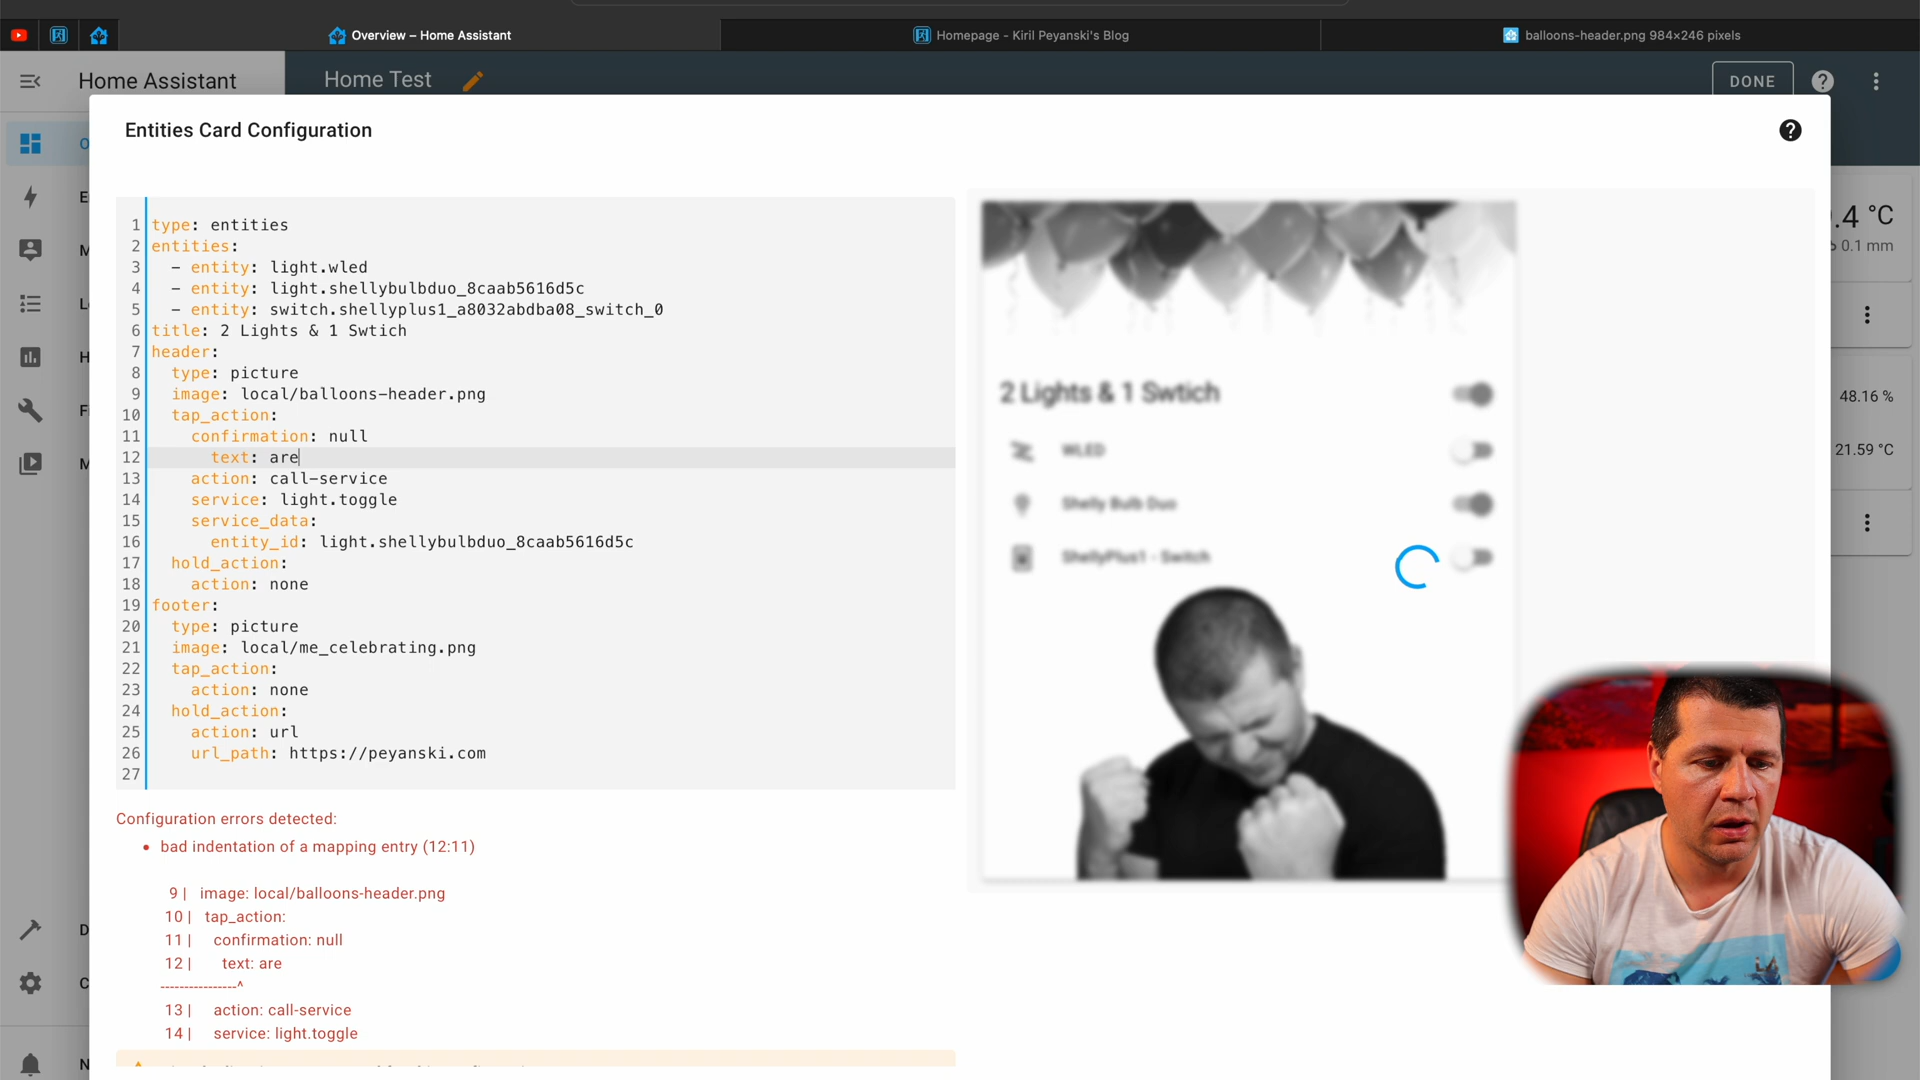 Overview – Home Assistant
Homepage - Kiril Peyanski's Blog
balloons-header.png 984×246 pixels
Home Assistant
Home Test
DONE
Entities Card Configuration
.4 °C
0.1 mm
48.16 %
21.59 °C
1 type: entities
2 entities:
3   - entity: light.wled
4   - entity: light.shellybulbduo_8caab5616d5c
5   - entity: switch.shellyplus1_a8032abdba08_switch_0
6 title: 2 Lights & 1 Swtich
7 header:
8   type: picture
9   image: local/balloons-header.png
10   tap_action:
11     confirmation: null
12       text: are
13     action: call-service
14     service: light.toggle
15     service_data:
16       entity_id: light.shellybulbduo_8caab5616d5c
17   hold_action:
18     action: none
19 footer:
20   type: picture
21   image: local/me_celebrating.png
22   tap_action:
23     action: none
24   hold_action:
25     action: url
26     url_path: https://peyanski.com
27
2 Lights & 1 Swtich
WLED
Shelly Bulb Duo
ShellyPlus1 - Switch
Configuration errors detected:
• bad indentation of a mapping entry (12:11)
9 | image: local/balloons-header.png
10 | tap_action:
11 | confirmation: null
12 | text: are
-----------------^
13 | action: call-service
14 | service: light.toggle